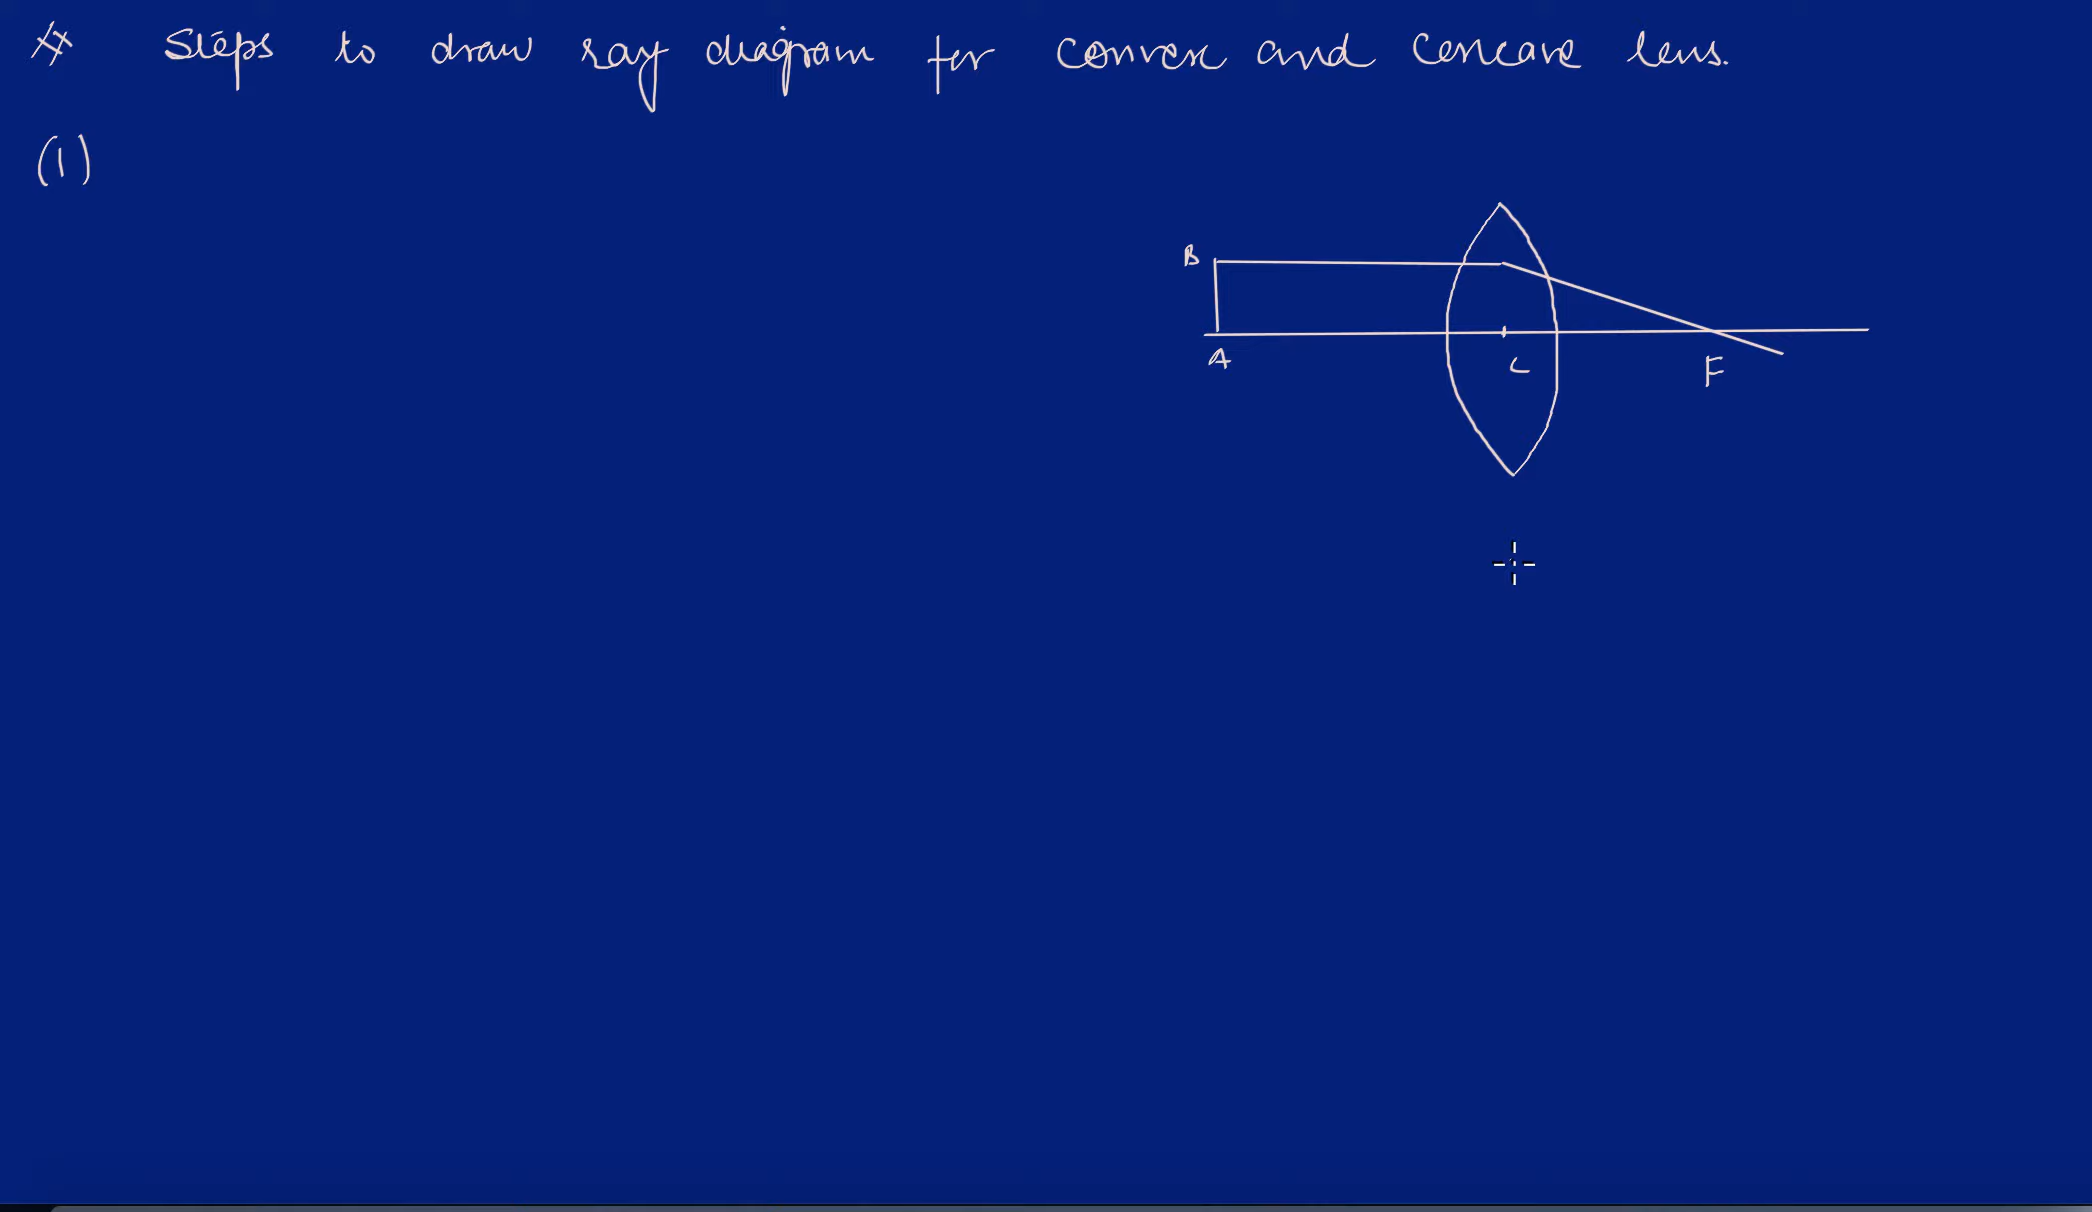 Steps to draw ray diagram for convex and concave lens.
(1)
B
A
C
F